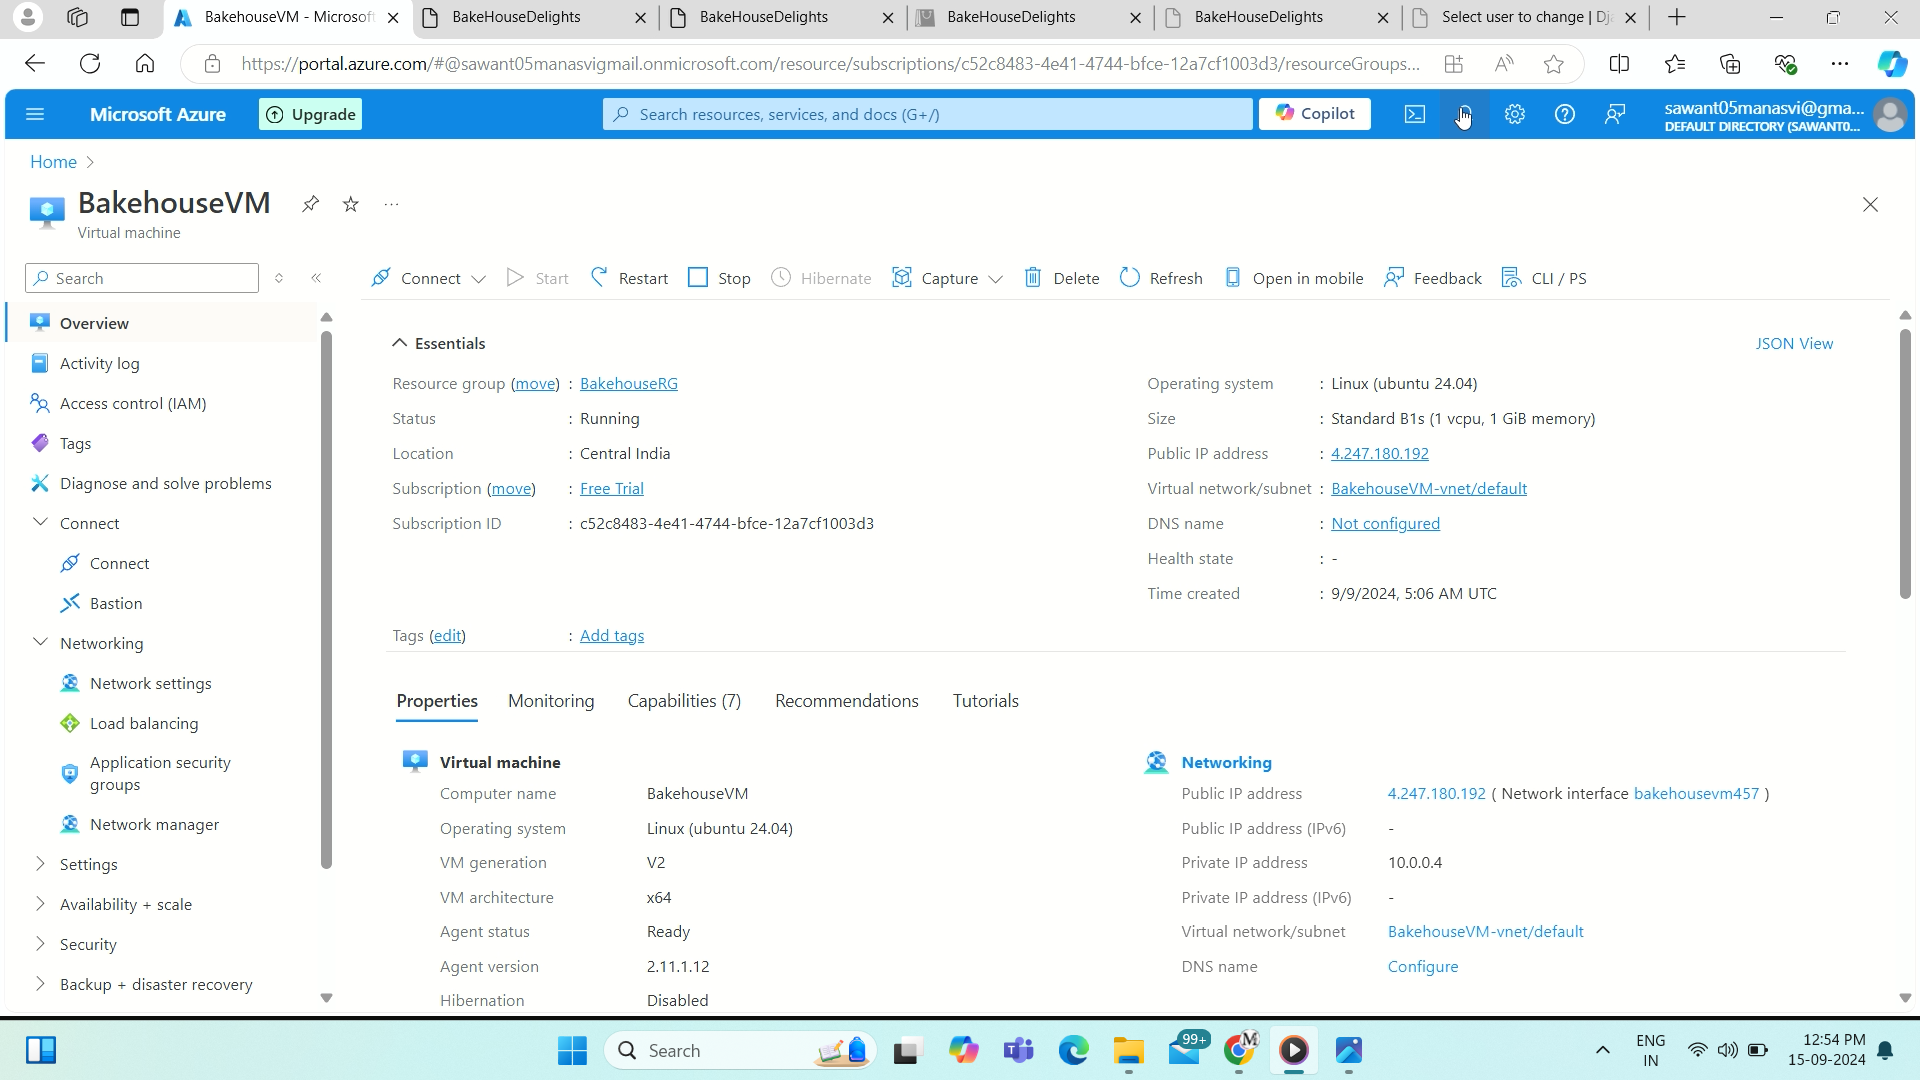 BakehouseVM - Microsoft
BakeHouseDelights
BakeHouseDelights
BakeHouseDelights
BakeHouseDelights
Select user to change | Dj
https://portal.azure.com/#@sawant05manasvigmail.onmicrosoft.com/resource/subscriptions/c52c8483-4e41-4744-bfce-12a7cf1003d3/resourceGroups...
Microsoft Azure
Upgrade
Search resources, services, and docs (G+/)
Copilot
sawant05manasvi@gma...
DEFAULT DIRECTORY (SAWANT0...
Home
BakehouseVM
Virtual machine
Search
Connect
Start
Restart
Stop
Hibernate
Capture
Delete
Refresh
Open in mobile
Feedback
CLI / PS
Overview
Activity log
Access control (IAM)
Tags
Diagnose and solve problems
Connect
Connect
Bastion
Networking
Network settings
Load balancing
Application security
groups
Network manager
Settings
Availability + scale
Security
Backup + disaster recovery
Essentials
JSON View
Resource group (move) : BakehouseRG
Status : Running
Location : Central India
Subscription (move) : Free Trial
Subscription ID : c52c8483-4e41-4744-bfce-12a7cf1003d3
Operating system : Linux (ubuntu 24.04)
Size : Standard B1s (1 vcpu, 1 GiB memory)
Public IP address : 4.247.180.192
Virtual network/subnet : BakehouseVM-vnet/default
DNS name : Not configured
Health state : -
Time created : 9/9/2024, 5:06 AM UTC
Tags (edit) : Add tags
Properties
Monitoring
Capabilities (7)
Recommendations
Tutorials
Virtual machine
Computer name BakehouseVM
Operating system Linux (ubuntu 24.04)
VM generation V2
VM architecture x64
Agent status Ready
Agent version 2.11.1.12
Hibernation Disabled
Networking
Public IP address 4.247.180.192 ( Network interface bakehousevm457 )
Public IP address (IPv6) -
Private IP address 10.0.0.4
Private IP address (IPv6) -
Virtual network/subnet BakehouseVM-vnet/default
DNS name Configure
Search
99+
M
ENG
IN
12:54 PM
15-09-2024